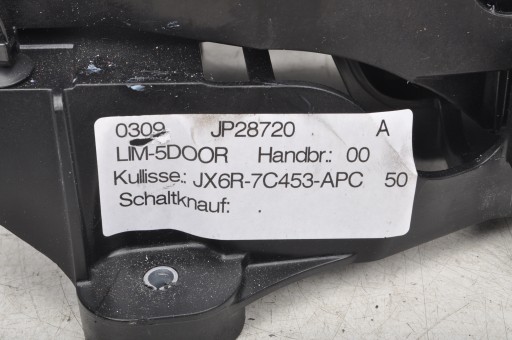 0309 JP28720 A
LIM-5DOOR Handbr.: 00
Kullisse.: JX6R-7C453-APC 50
Schaltknauf: